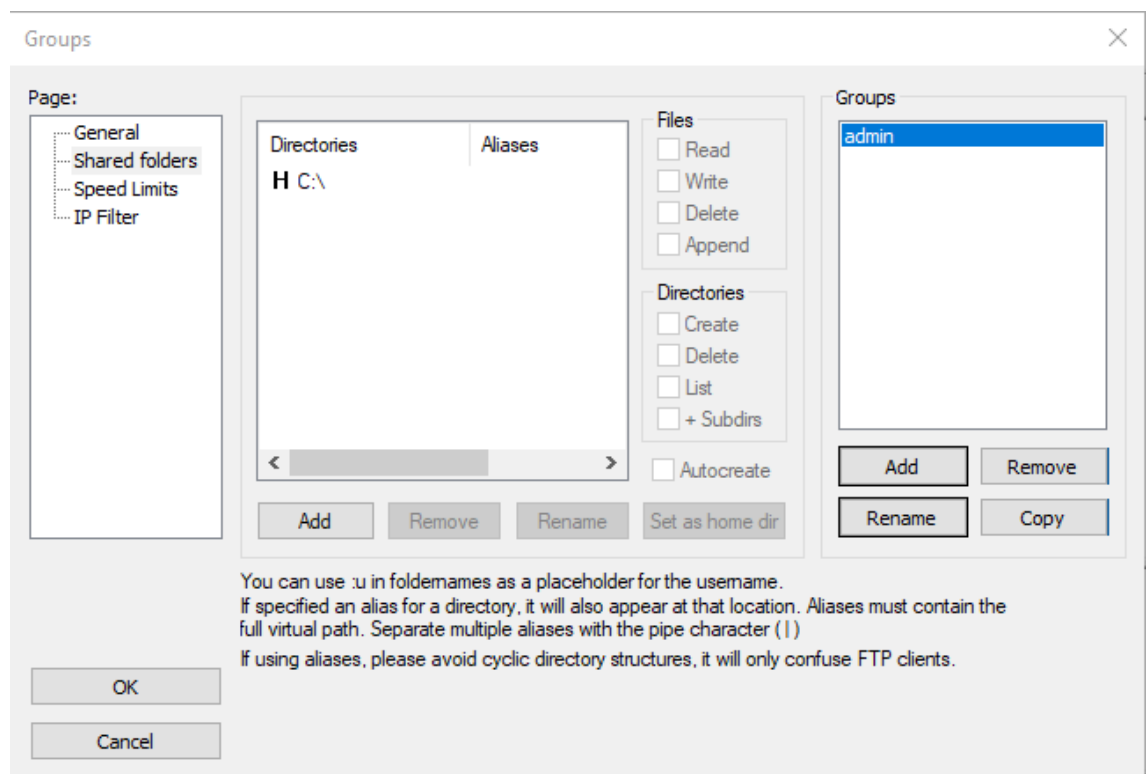 Groups
Page:
General
Shared folders
Speed Limits
IP Filter
Directories Aliases
H C:\
Files
Read
Write
Delete
Append
Directories
Create
Delete
List
+ Subdirs
Autocreate
Add Remove Rename Set as home dir
Groups
admin
Add Remove
Rename Copy
You can use :u in foldernames as a placeholder for the username.
If specified an alias for a directory, it will also appear at that location. Aliases must contain the
full virtual path. Separate multiple aliases with the pipe character (|)
If using aliases, please avoid cyclic directory structures, it will only confuse FTP clients.
OK
Cancel